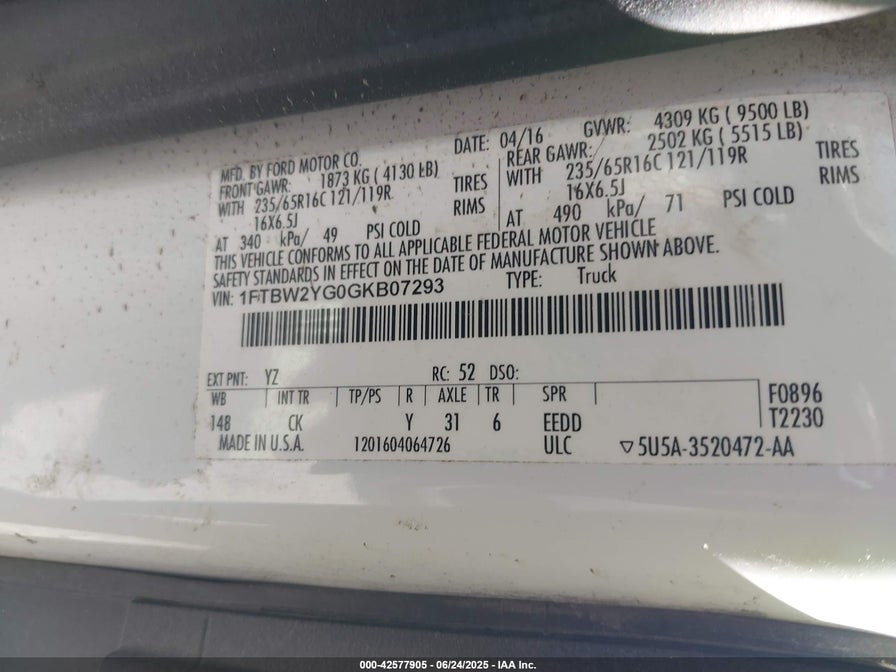 MFD. BY FORD MOTOR CO.
DATE: 04/16 GVWR: 4309 KG ( 9500 LB)
FRONT GAWR: 1873 KG ( 4130 LB)
REAR GAWR: 2502 KG ( 5515 LB)
WITH 235/65R16C 121/119R TIRES
WITH 235/65R16C 121/119R TIRES
16X6.5J RIMS
16X6.5J RIMS
AT 340 kPa/ 49 PSI COLD
AT 490 kPa/ 71 PSI COLD
THIS VEHICLE CONFORMS TO ALL APPLICABLE FEDERAL MOTOR VEHICLE
SAFETY STANDARDS IN EFFECT ON THE DATE OF MANUFACTURE SHOWN ABOVE.
VIN: 1FTBW2YG0GKB07293 TYPE: Truck
EXT PNT: YZ RC: 52 DSO:
WB INT TR TP/PS R AXLE TR SPR F0896
148 CK Y 31 6 EEDD T2230
MADE IN U.S.A. 1201604064726 ULC ▽5U5A-3520472-AA
000-42577905 - 06/24/2025 - IAA Inc.